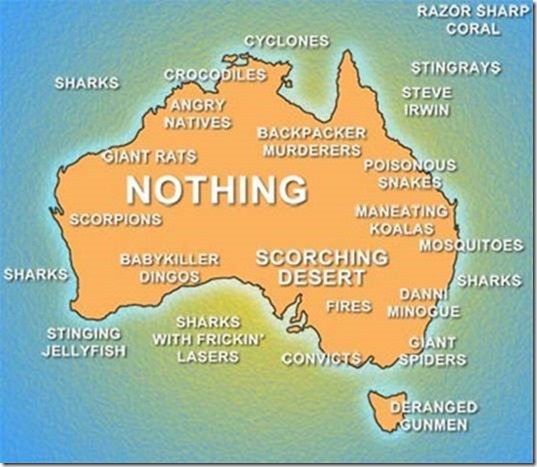 RAZOR SHARP
CORAL
CYCLONES
STINGRAYS
CROCODILES
SHARKS
STEVE
IRWIN
ANGRY
NATIVES
BACKPACKER
MURDERERS
GIANT RATS
POISONOUS
SNAKES
NOTHING
SCORPIONS
MANEATING
KOALAS
MOSQUITOES
BABYKILLER
DINGOS
SCORCHING
DESERT
SHARKS
SHARKS
FIRES
DANNI
MINOGUE
STINGING
JELLYFISH
SHARKS
WITH FRICKIN'
LASERS
CONVICTS
GIANT
SPIDERS
DERANGED
GUNMEN